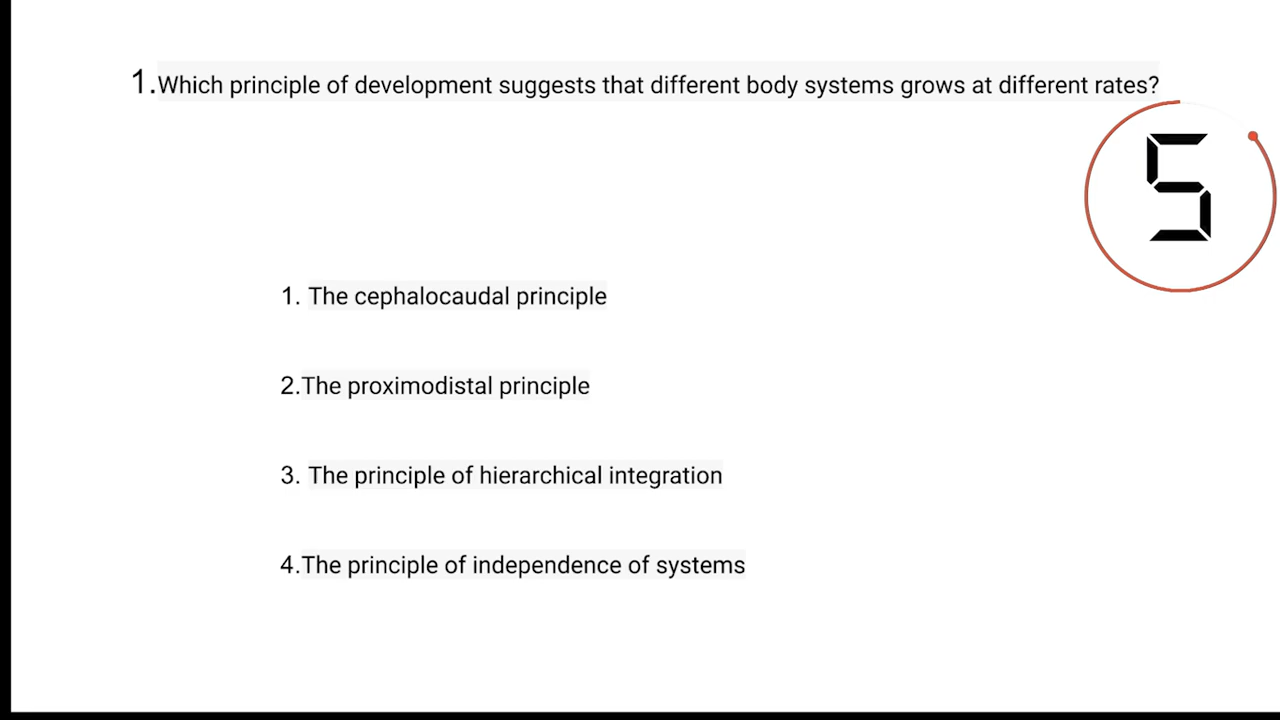 1.Which principle of development suggests that different body systems grows at different rates?
5
1. The cephalocaudal principle
2.The proximodistal principle
3. The principle of hierarchical integration
4.The principle of independence of systems